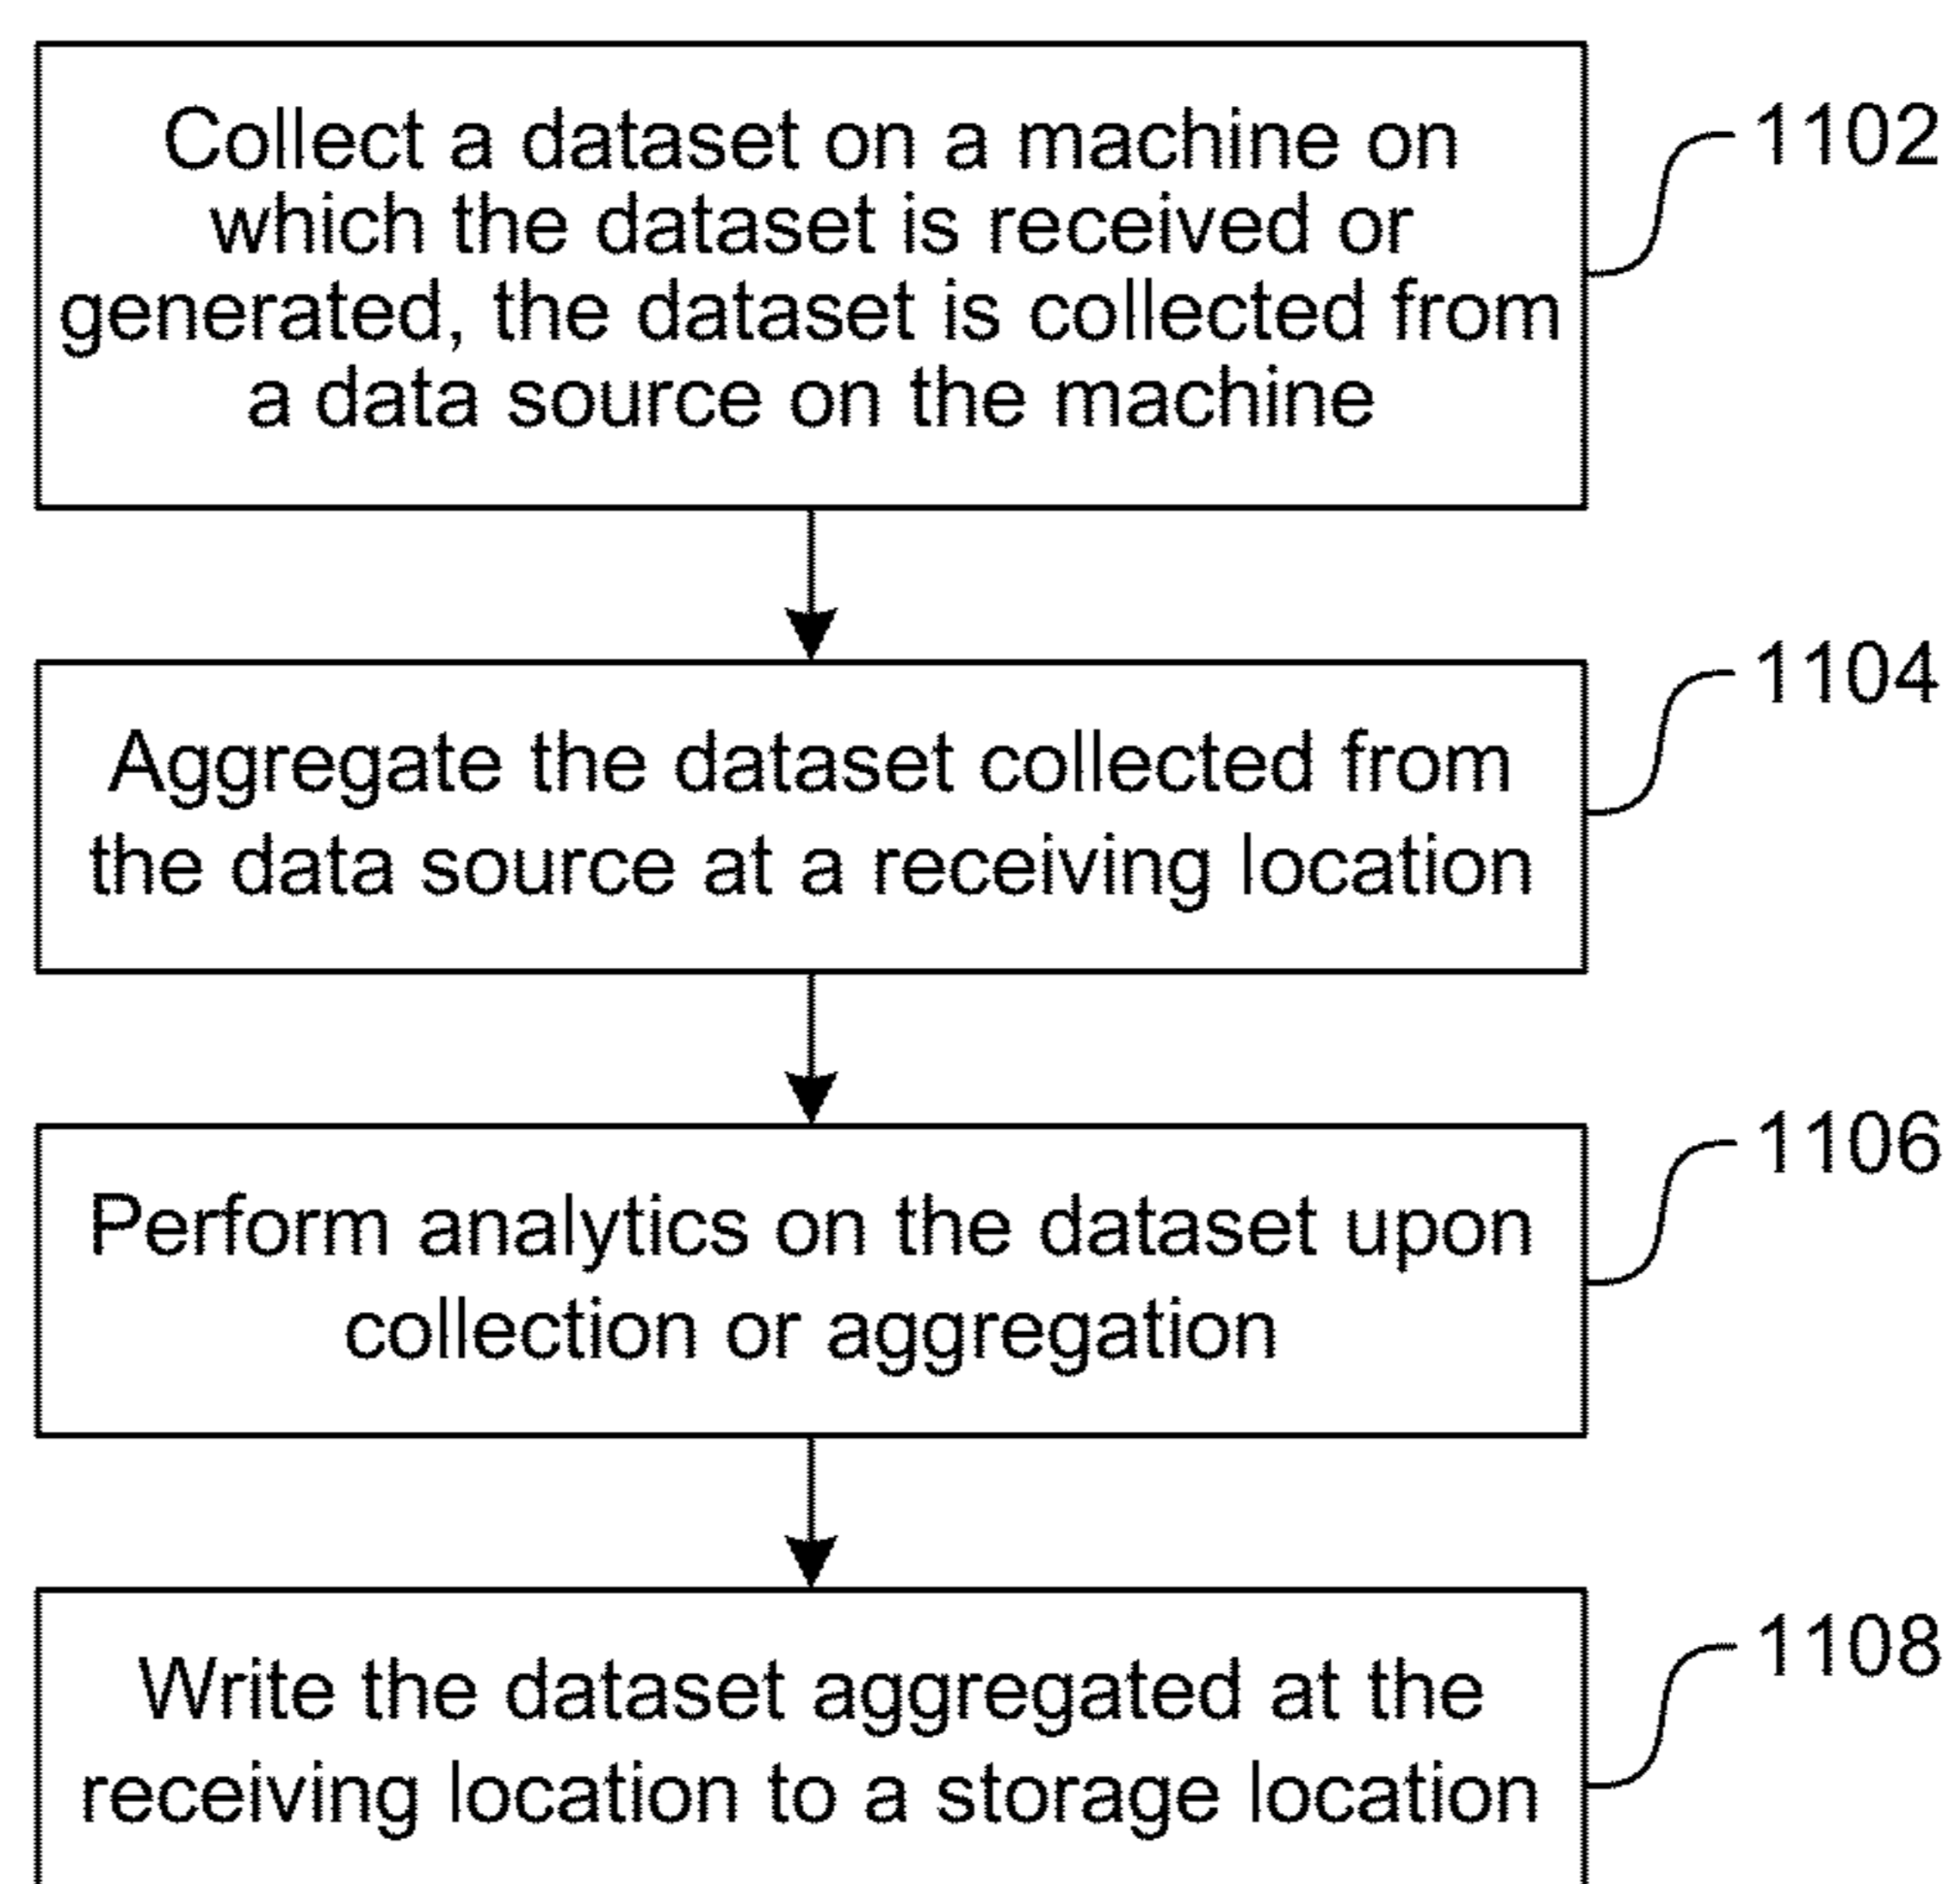 Collect a dataset on a machine on
which the dataset is received or
generated, the dataset is collected from
a data source on the machine
1102
Aggregate the dataset collected from
the data source at a receiving location
1104
Perform analytics on the dataset upon
collection or aggregation
1106
Write the dataset aggregated at the
receiving location to a storage location
1108